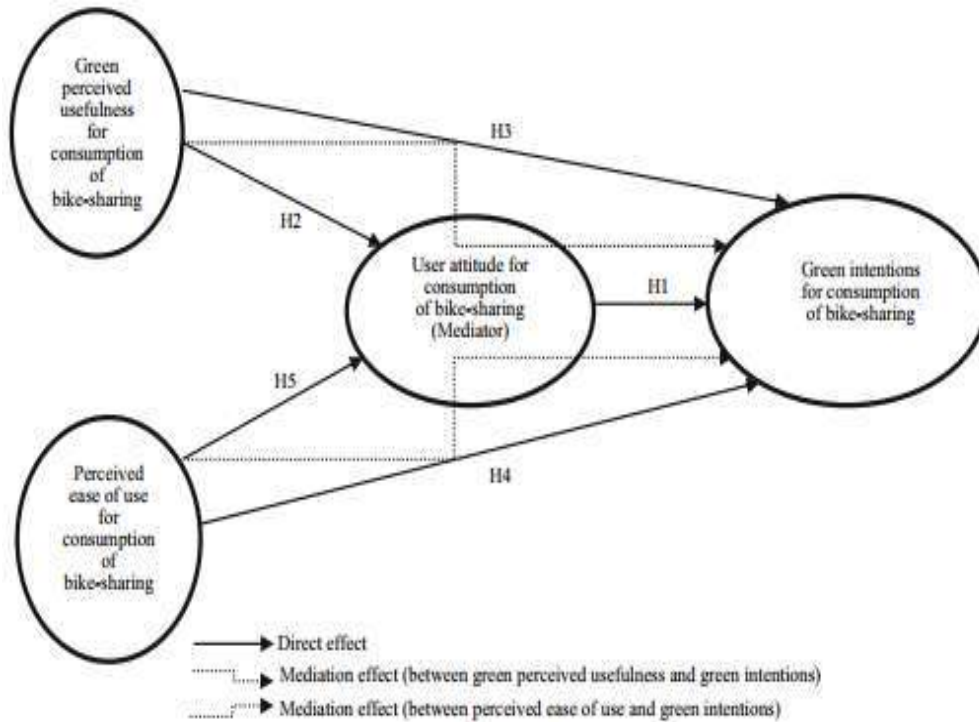 Green
perceived
usefulness
for
consumption
of
bike-sharing
H3
H2
User attitude for
consumption
of bike-sharing
(Mediator)
H1
Green intentions
for consumption
of bike-sharing
H5
H4
Perceived
ease of use
for
consumption
of
bike-sharing
Direct effect
Mediation effect (between green perceived usefulness and green intentions)
Mediation effect (between perceived ease of use and green intentions)